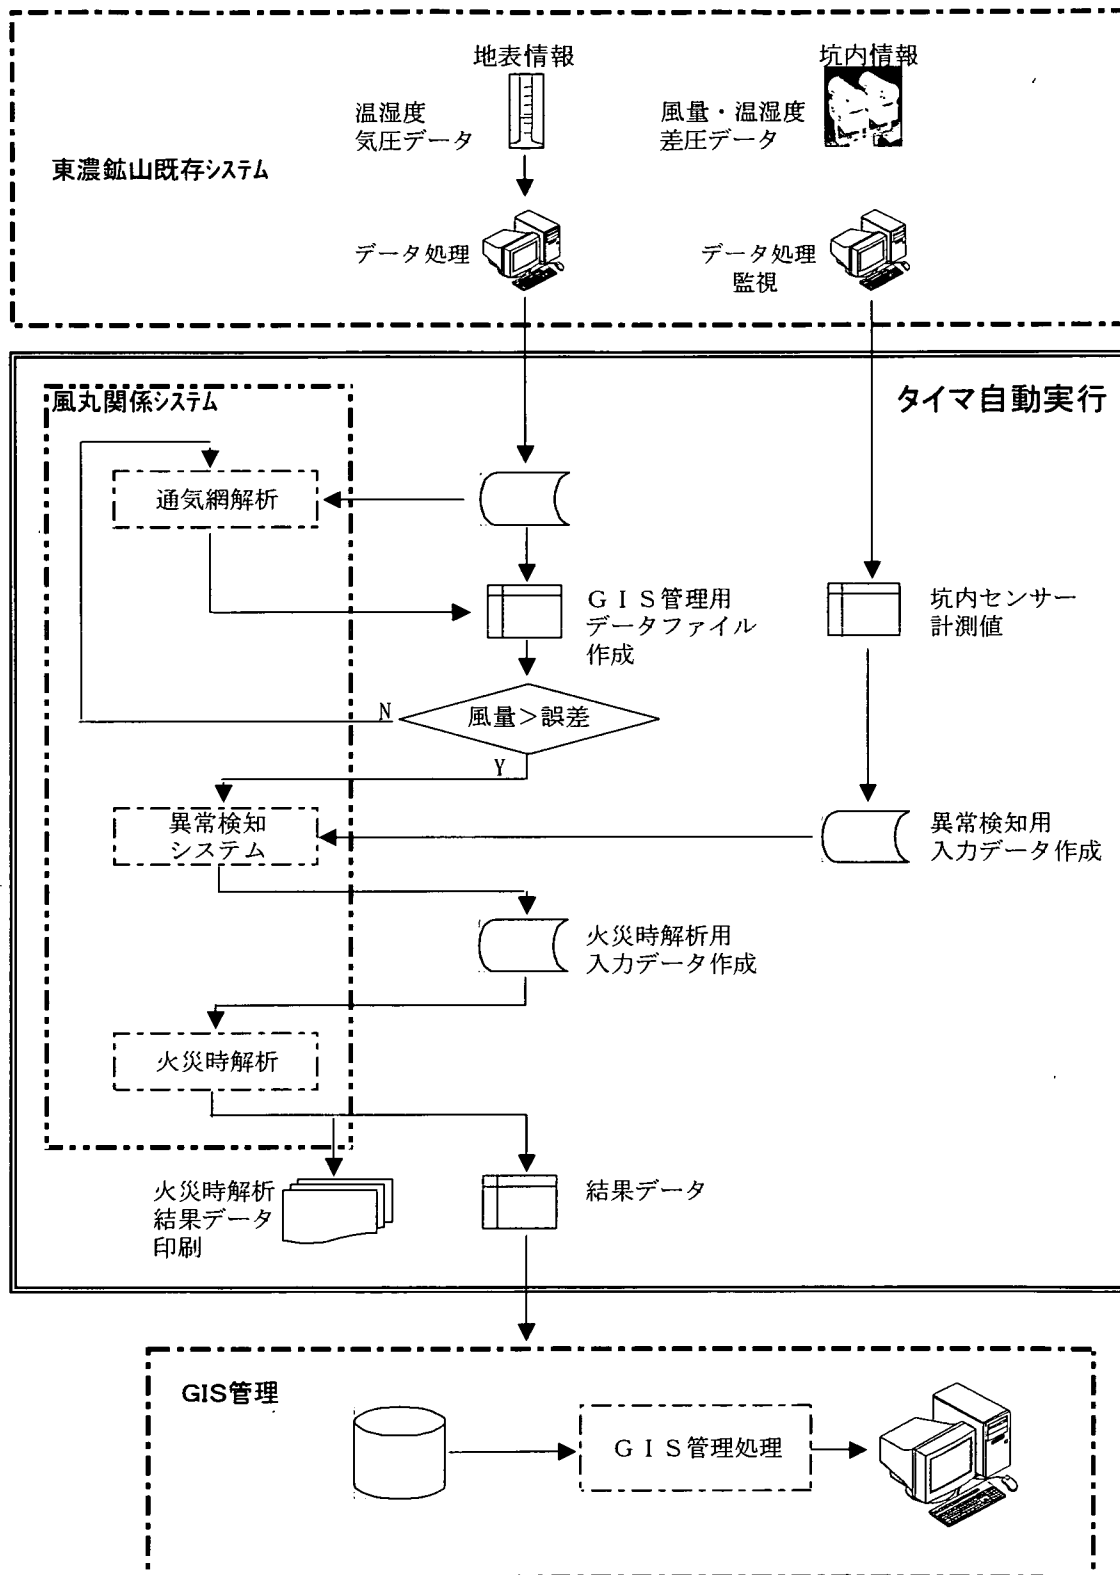 地表情報
坑内情報
温湿度
気圧データ
風量・温湿度
差圧データ
東濃鉱山既存システム
データ処理
データ処理
監視
風丸関係システム
タイマ自動実行
通気網解析
ＧＩＳ管理用
データファイル
作成
坑内センサー
計測値
風量＞誤差
N
Y
異常検知
システム
異常検知用
入力データ作成
火災時解析用
入力データ作成
火災時解析
火災時解析
結果データ
印刷
結果データ
GIS管理
ＧＩＳ管理処理